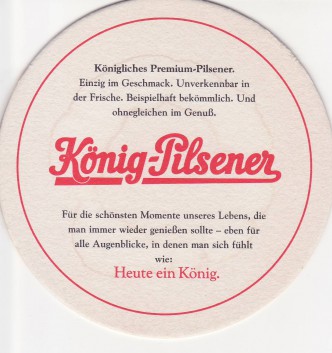 Königliches Premium-Pilsener.
Einzig im Geschmack. Unverkennbar in
der Frische. Beispielhaft bekömmlich. Und
ohnegleichen im Genuß.
König-Pilsener
Für die schönsten Momente unseres Lebens, die
man immer wieder genießen sollte – eben für
alle Augenblicke, in denen man sich fühlt
wie:
Heute ein König.